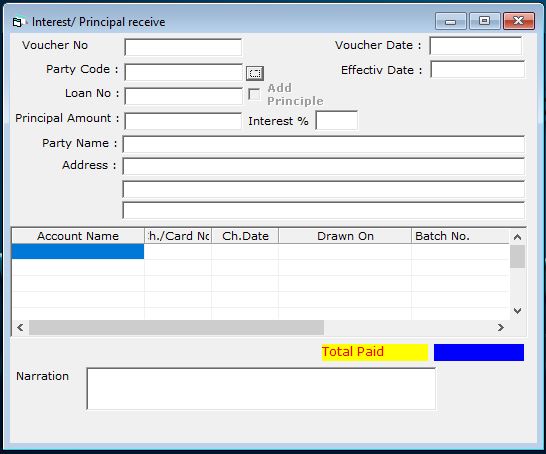 Interest/ Principal receive
Voucher No Voucher Date :
Party Code : Effectiv Date :
Loan No : Add
Principle
Principal Amount : Interest %
Party Name :
Address :
Account Name h./Card No Ch.Date Drawn On Batch No.
Total Paid
Narration